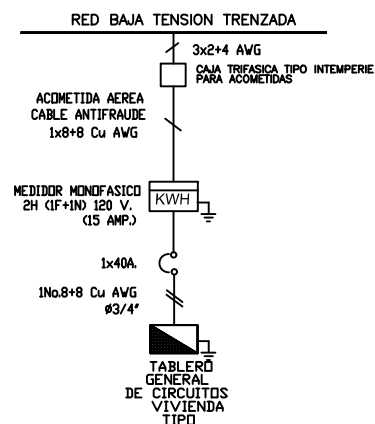 RED BAJA TENSION TRENZADA
3x2+4 AWG
CAJA TRIFASICA TIPO INTEMPERIE
PARA ACOMETIDAS
ACOMETIDA AEREA
CABLE ANTIFRAUDE
1x8+8 Cu AWG
MEDIDOR MONOFASICO
2H (1F+1N) 120 V.
(15 AMP.)
KWH
1x40A.
1No.8+8 Cu AWG
ø3/4"
TABLERO
GENERAL
DE CIRCUITOS
VIVIENDA
TIPO